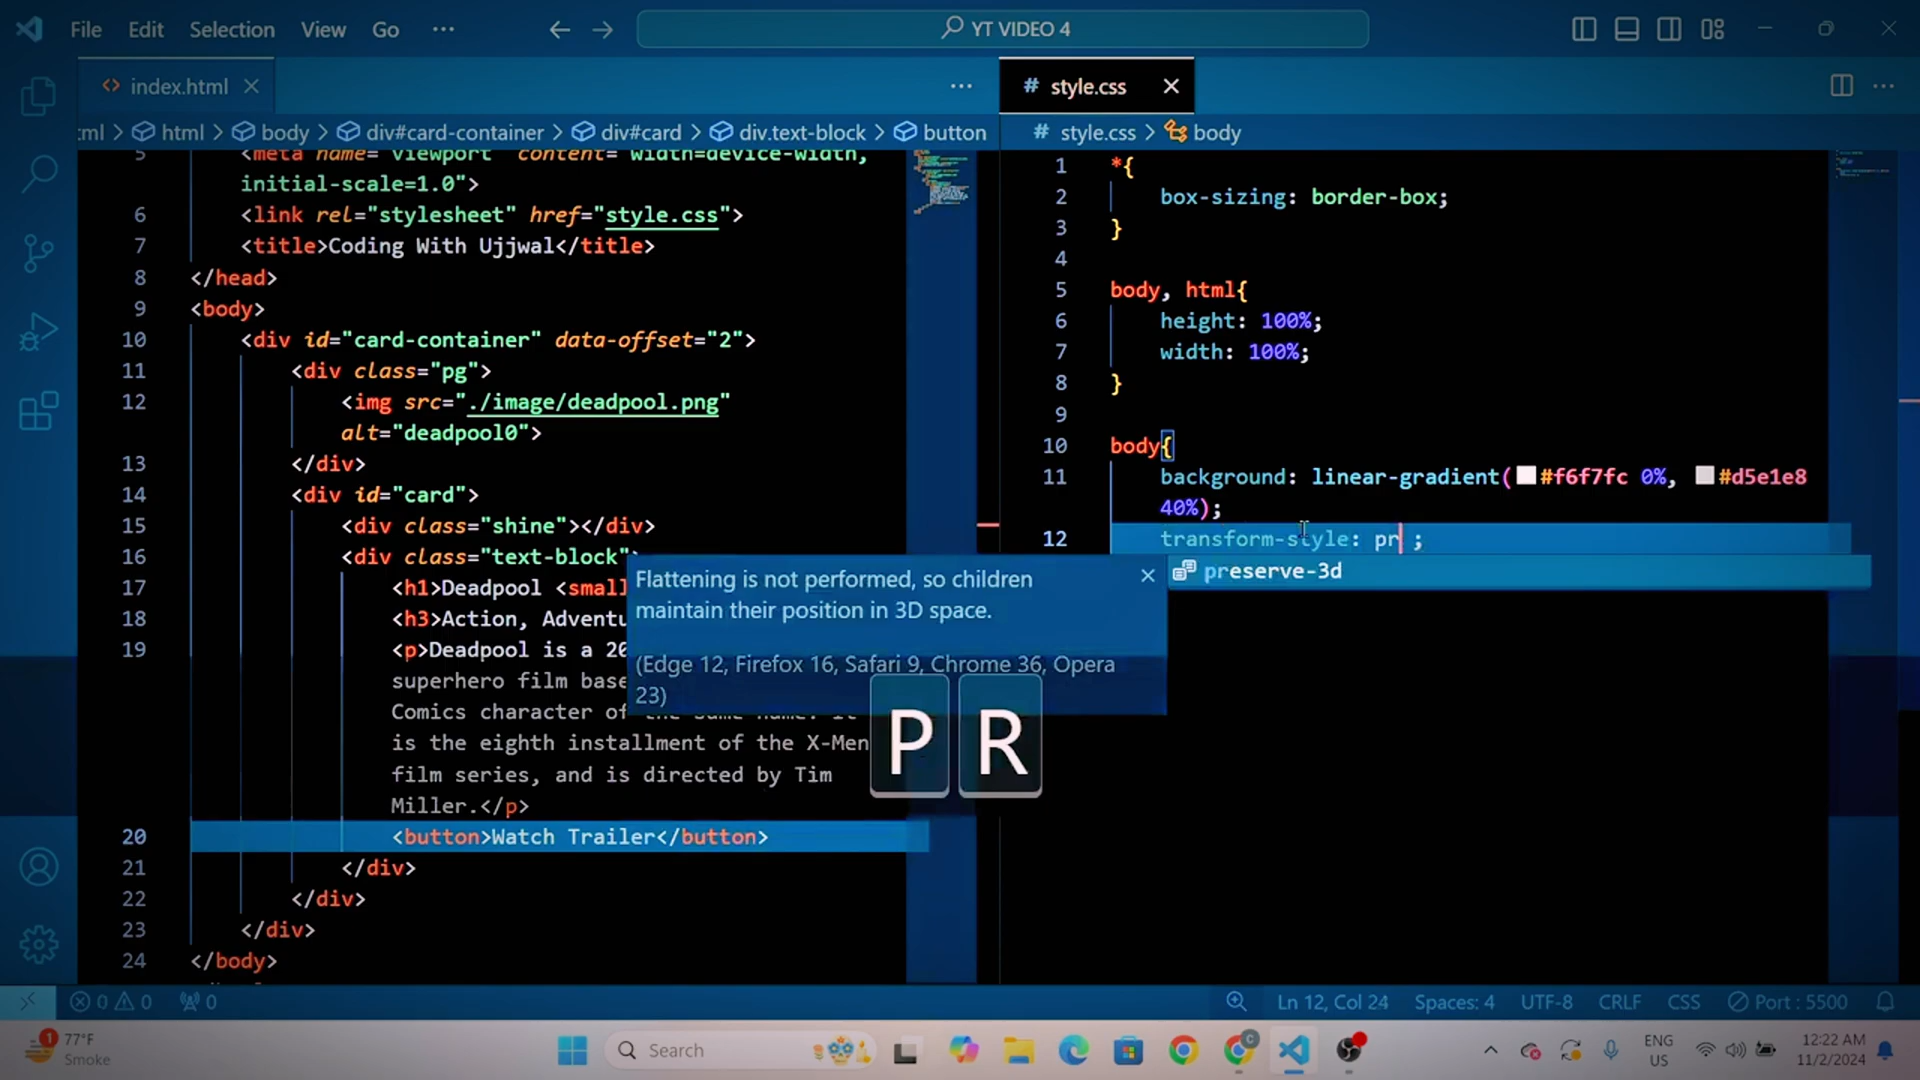 File Edit Selection View Go ···
YT VIDEO 4
<> index.html
# style.css
ml > html > body > div#card-container > div#card > div.text-block > button
# style.css > body
5 <meta name="viewport" content="width=device-width,
initial-scale=1.0">
6 <link rel="stylesheet" href="style.css">
7 <title>Coding With Ujjwal</title>
8 </head>
9 <body>
10 <div id="card-container" data-offset="2">
11 <div class="pg">
12 <img src="./image/deadpool.png"
alt="deadpool0">
13 </div>
14 <div id="card">
15 <div class="shine"></div>
16 <div class="text-block">
17 <h1>Deadpool <small
18 <h3>Action, Adventu
19 <p>Deadpool is a 20
superhero film base
Comics character of the same name. It
is the eighth installment of the X-Men
film series, and is directed by Tim
Miller.</p>
20 <button>Watch Trailer</button>
21 </div>
22 </div>
23 </div>
24 </body>
1 *{
2 box-sizing: border-box;
3 }
4
5 body, html{
6 height: 100%;
7 width: 100%;
8 }
9
10 body{
11 background: linear-gradient(#f6f7fc 0%, #d5e1e8
40%);
12 transform-style: pr ;
preserve-3d
Flattening is not performed, so children
maintain their position in 3D space.
(Edge 12, Firefox 16, Safari 9, Chrome 36, Opera
23)
P R
0 0 0
Ln 12, Col 24 Spaces: 4 UTF-8 CRLF CSS Port : 5500
1
77°F
Smoke
Search
ENG
US
12:22 AM
11/2/2024